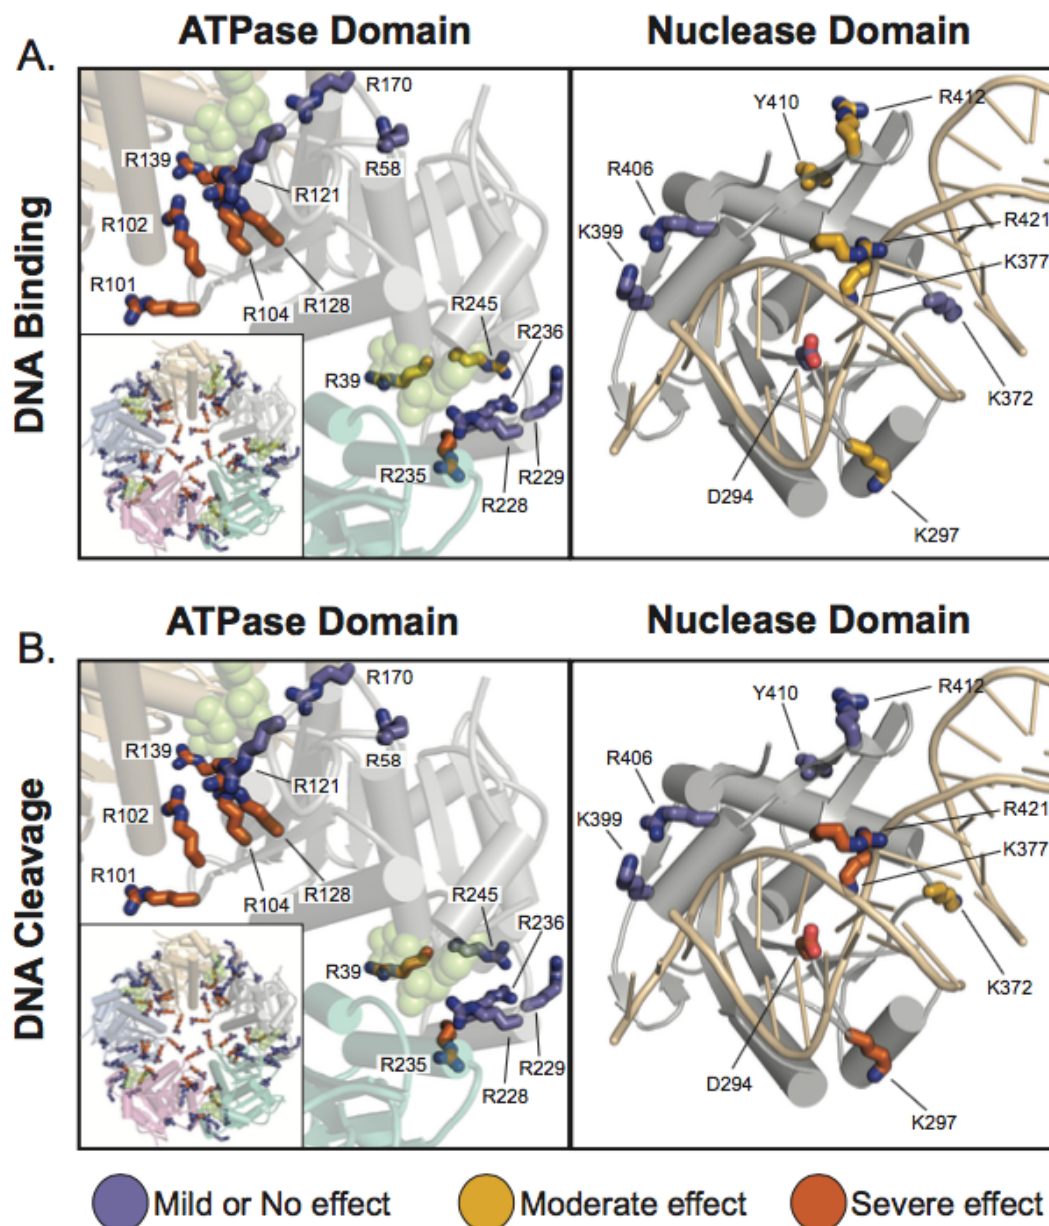 A.
ATPase Domain
Nuclease Domain
DNA Binding
R170
R58
R139
R121
R102
R101
R104
R128
R245
R236
R39
R235
R228
R229
Y410
R412
R406
K399
R421
K377
K372
D294
K297
B.
ATPase Domain
Nuclease Domain
DNA Cleavage
R170
R58
R139
R121
R102
R101
R104
R128
R245
R236
R39
R235
R228
R229
Y410
R412
R406
K399
R421
K377
K372
D294
K297
Mild or No effect
Moderate effect
Severe effect